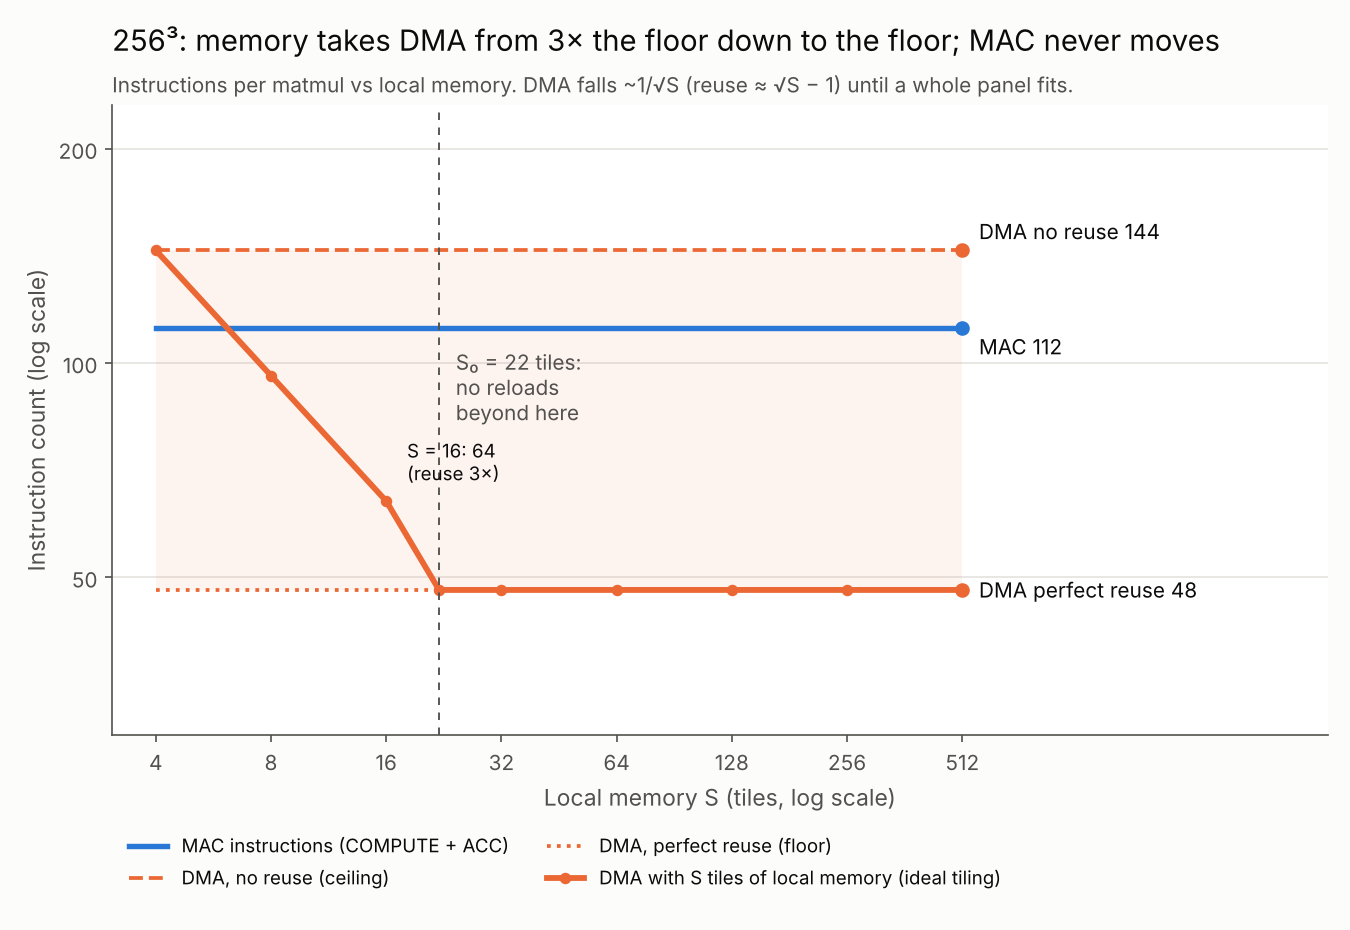 256³: memory takes DMA from 3× the floor down to the floor; MAC never moves
Instructions per matmul vs local memory. DMA falls ~1/√S (reuse ≈ √S − 1) until a whole panel fits.
Instruction count (log scale)
200
100
50
DMA no reuse 144
MAC 112
S₀ = 22 tiles:
no reloads
beyond here
S = 16: 64
(reuse 3×)
DMA perfect reuse 48
4 8 16 32 64 128 256 512
Local memory S (tiles, log scale)
MAC instructions (COMPUTE + ACC)
DMA, no reuse (ceiling)
DMA, perfect reuse (floor)
DMA with S tiles of local memory (ideal tiling)